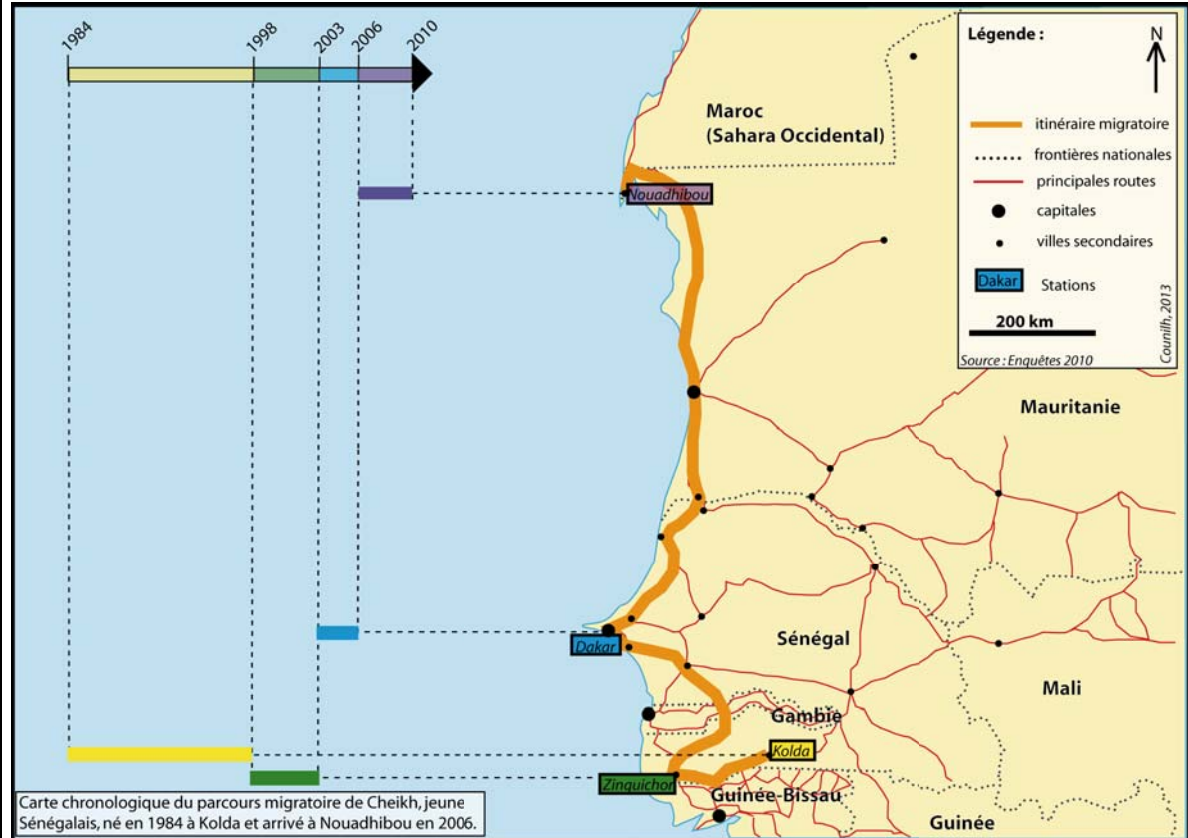 1984
1998
2003
2006
2010
Légende :
N
itinéraire migratoire
frontières nationales
principales routes
capitales
villes secondaires
Dakar
Stations
200 km
Source : Enquêtes 2010
Counilh, 2013
Maroc
(Sahara Occidental)
Nouadhibou
Mauritanie
Sénégal
Dakar
Mali
Gambie
Kolda
Zinguichor
Guinée-Bissau
Guinée
Carte chronologique du parcours migratoire de Cheikh, jeune
Sénégalais, né en 1984 à Kolda et arrivé à Nouadhibou en 2006.